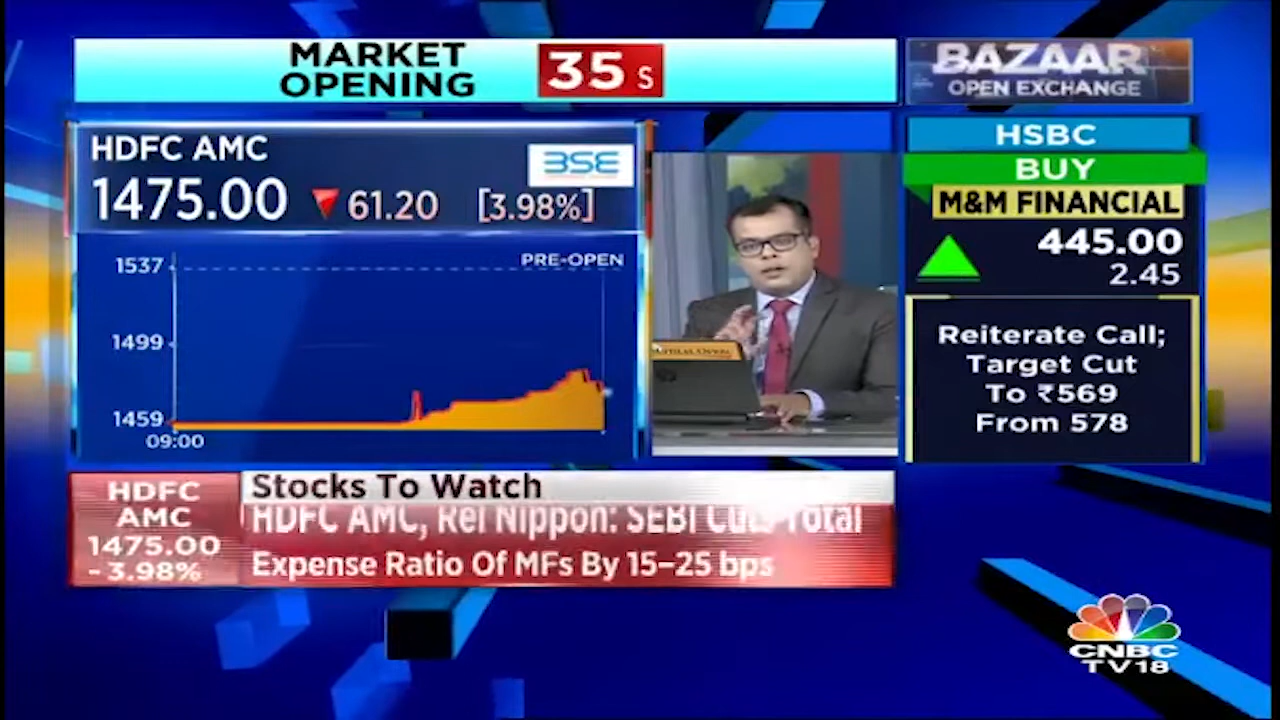 MARKET
OPENING
35 S
BAZAAR
OPEN EXCHANGE
HDFC AMC
BSE
1475.00 ▼ 61.20 [3.98%]
PRE-OPEN
1537
1499
1459
09:00
HSBC
BUY
M&M FINANCIAL
445.00
2.45
Reiterate Call;
Target Cut
To ₹569
From 578
HDFC
AMC
1475.00
-3.98%
Stocks To Watch
HDFC AMC, Rel Nippon: SEBI Cuts Total
Expense Ratio Of MFs By 15–25 bps
CNBC
TV18